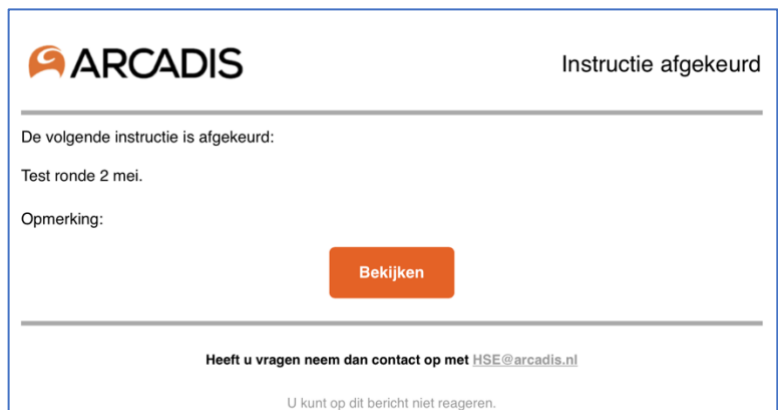 ARCADIS
Instructie afgekeurd
De volgende instructie is afgekeurd:
Test ronde 2 mei.
Opmerking:
Bekijken
Heeft u vragen neem dan contact op met HSE@arcadis.nl
U kunt op dit bericht niet reageren.